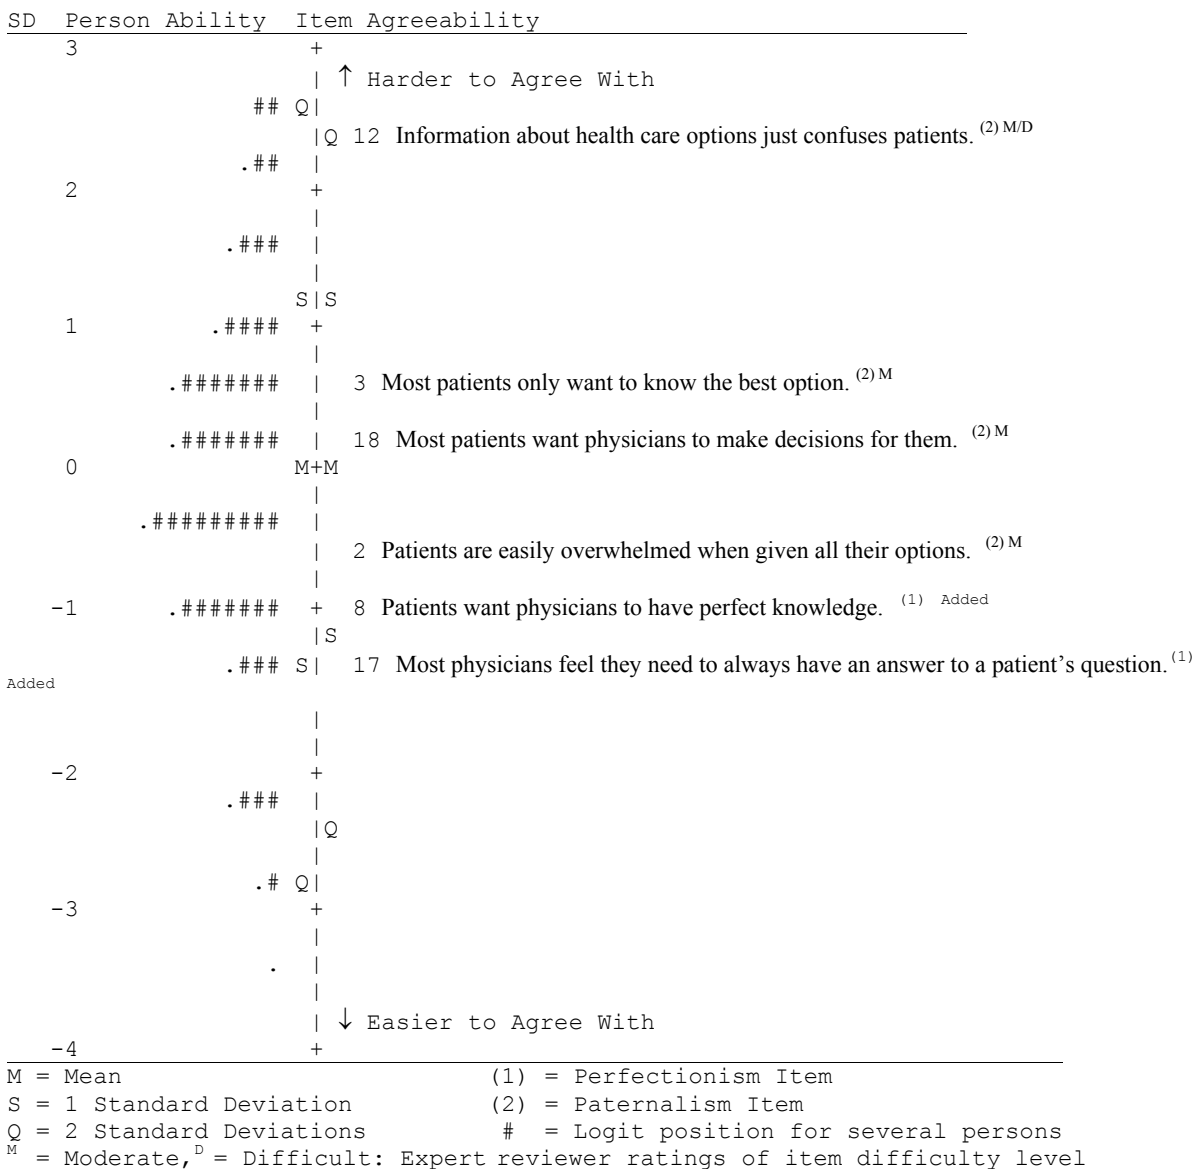 SD Person Ability Item Agreeability
3 +
| ↑ Harder to Agree With
## Q|
|Q 12 Information about health care options just confuses patients. (2) M/D
.## |
2 +
|
.### |
|
S|S
1 .#### +
|
.####### | 3 Most patients only want to know the best option. (2) M
|
.####### | 18 Most patients want physicians to make decisions for them. (2) M
0 M+M
|
.######### |
| 2 Patients are easily overwhelmed when given all their options. (2) M
|
-1 .####### + 8 Patients want physicians to have perfect knowledge. (1) Added
|S
.### S| 17 Most physicians feel they need to always have an answer to a patient’s question. (1)
Added
|
|
-2 +
.### |
|Q
|
.# Q|
-3 +
|
. |
|
| ↓ Easier to Agree With
-4 +
M = Mean (1) = Perfectionism Item
S = 1 Standard Deviation (2) = Paternalism Item
Q = 2 Standard Deviations # = Logit position for several persons
M = Moderate, D = Difficult: Expert reviewer ratings of item difficulty level